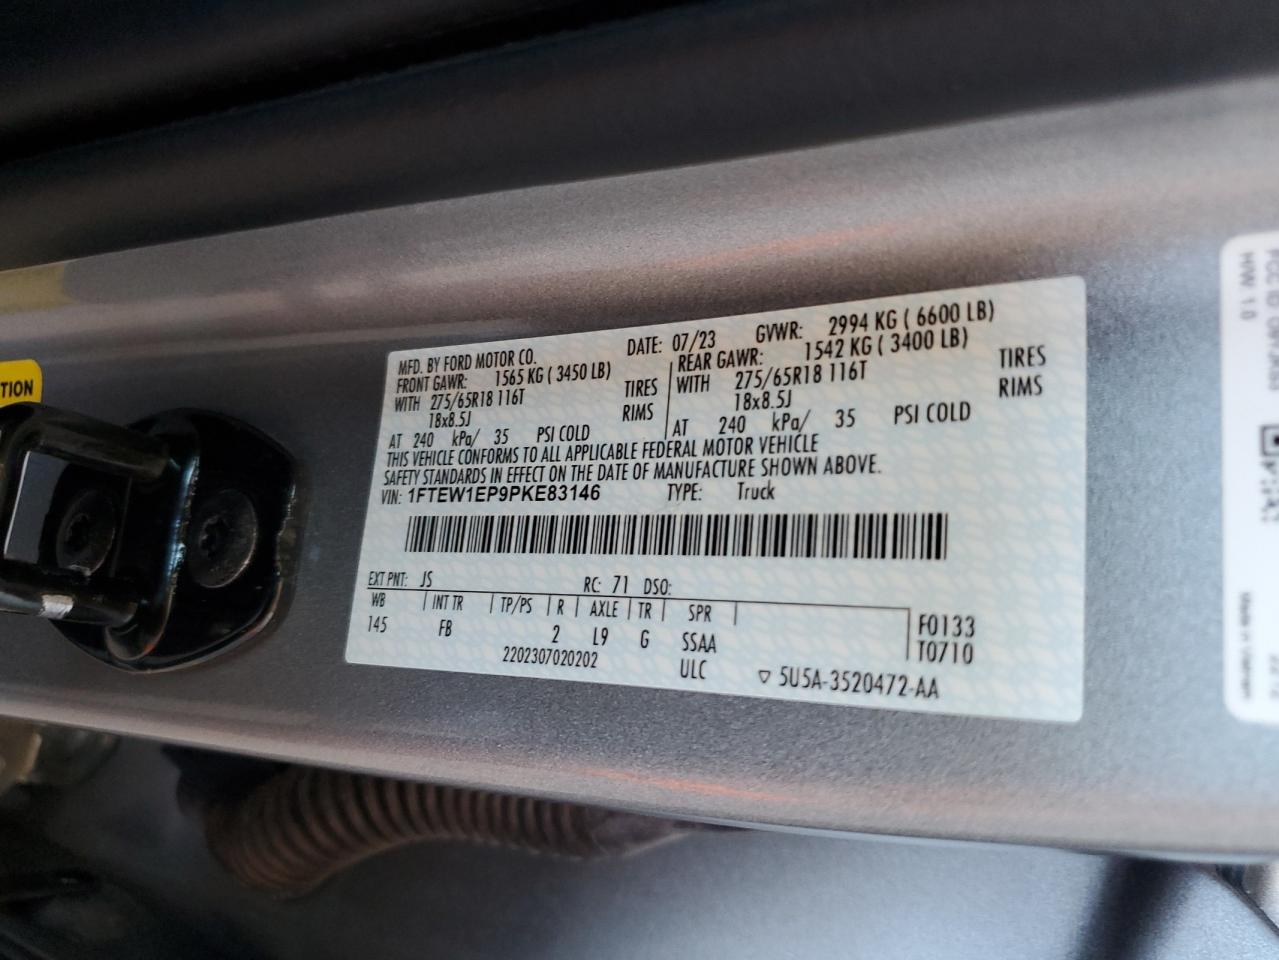 TION
MFD. BY FORD MOTOR CO. DATE: 07/23 GVWR: 2994 KG ( 6600 LB)
FRONT GAWR: 1565 KG ( 3450 LB) REAR GAWR: 1542 KG ( 3400 LB)
WITH 275/65R18 116T TIRES WITH 275/65R18 116T TIRES
18x8.5J RIMS 18x8.5J RIMS
AT 240 kPa/ 35 PSI COLD AT 240 kPa/ 35 PSI COLD
THIS VEHICLE CONFORMS TO ALL APPLICABLE FEDERAL MOTOR VEHICLE
SAFETY STANDARDS IN EFFECT ON THE DATE OF MANUFACTURE SHOWN ABOVE.
VIN: 1FTEW1EP9PKE83146 TYPE: Truck
EXT PNT: JS RC: 71 DSO:
WB INT TR TP/PS R AXLE TR SPR F0133
145 FB 2 L9 G SSAA T0710
2202307020202 ULC ▽ 5U5A-3520472-AA
HW 1.0